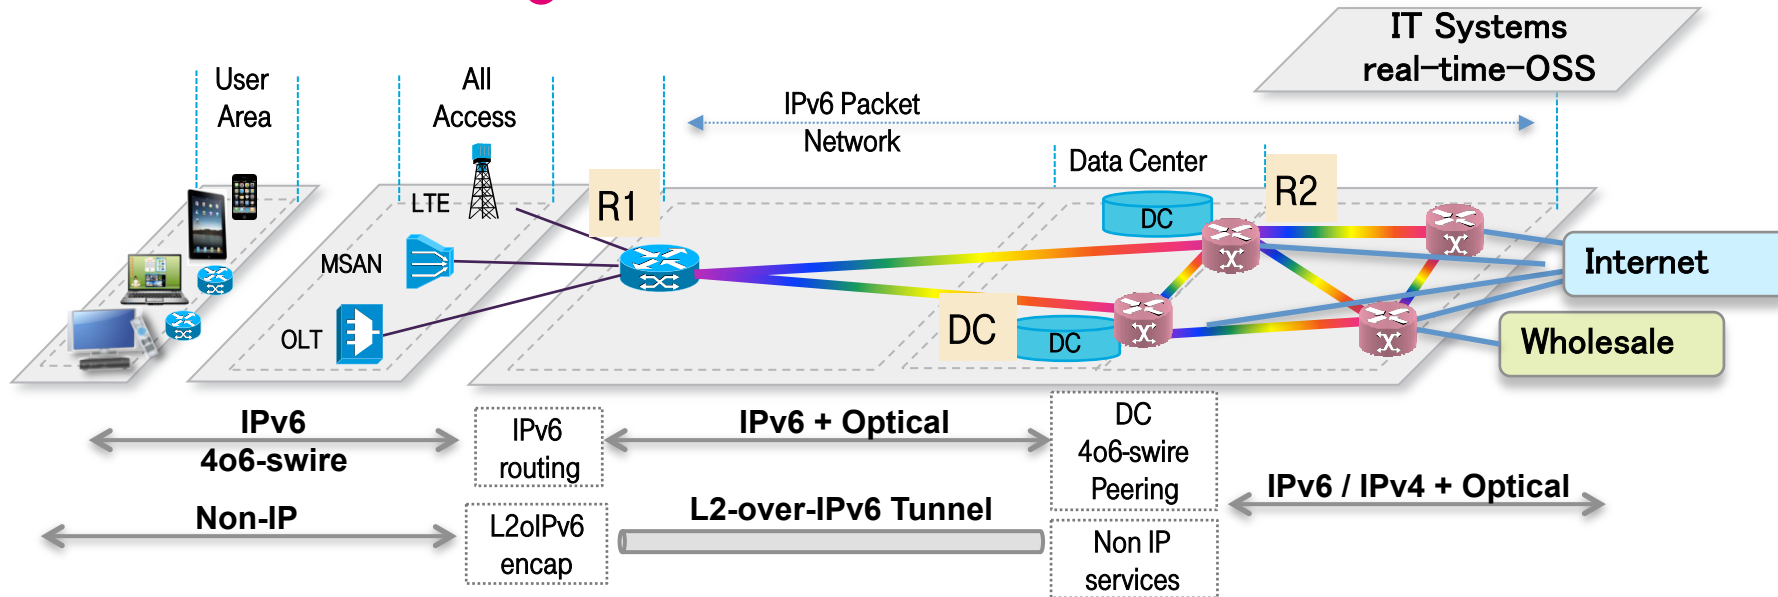 IT Systems
real-time-OSS
User
Area
All
Access
IPv6 Packet
Network
Data Center
LTE
R1
R2
DC
MSAN
Internet
OLT
DC
DC
Wholesale
IPv6
4o6-swire
IPv6
routing
IPv6 + Optical
DC
4o6-swire
Peering
IPv6 / IPv4 + Optical
Non-IP
L2oIPv6
encap
L2-over-IPv6 Tunnel
Non IP
services